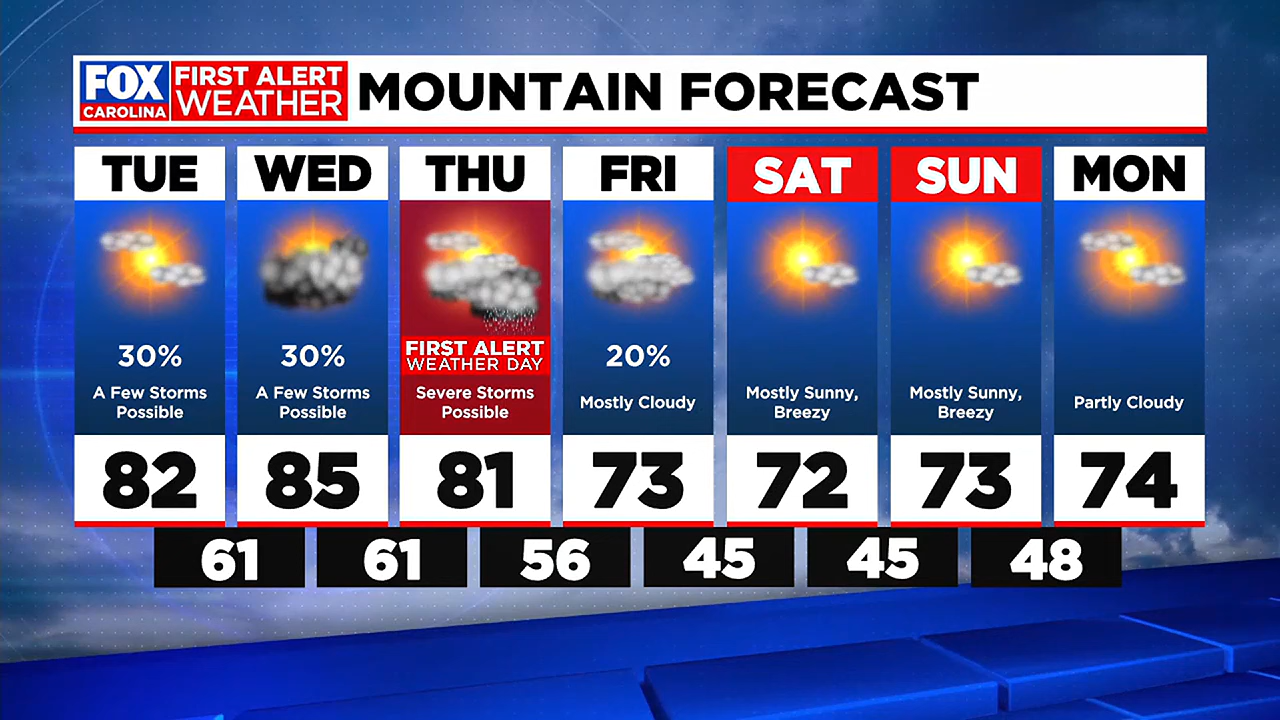 FOX
CAROLINA
FIRST ALERT
WEATHER
MOUNTAIN FORECAST
TUE
30%
A Few Storms
Possible
82
WED
30%
A Few Storms
Possible
85
THU
FIRST ALERT
WEATHER DAY
Severe Storms
Possible
81
FRI
20%
Mostly Cloudy
73
SAT
Mostly Sunny,
Breezy
72
SUN
Mostly Sunny,
Breezy
73
MON
Partly Cloudy
74
61
61
56
45
45
48